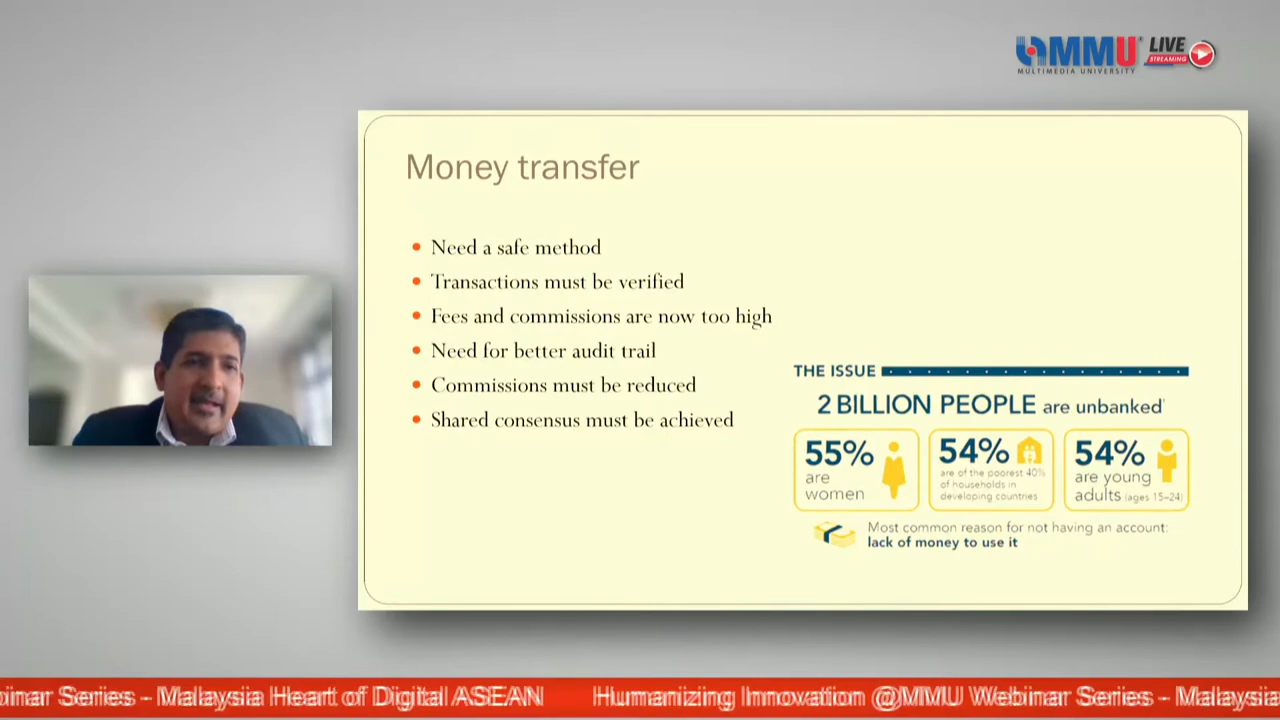 MMU LIVE
STREAMING
MULTIMEDIA UNIVERSITY
Money transfer
Need a safe method
Transactions must be verified
Fees and commissions are now too high
Need for better audit trail
Commissions must be reduced
Shared consensus must be achieved
THE ISSUE
2 BILLION PEOPLE are unbanked
55%
are
women
54%
are of the poorest 40%
of households in
developing countries
54%
are young
adults (ages 15–24)
Most common reason for not having an account:
lack of money to use it
inar Series - Malaysia Heart of Digital ASEAN Humanizing Innovation @MMU Webinar Series - Malaysia